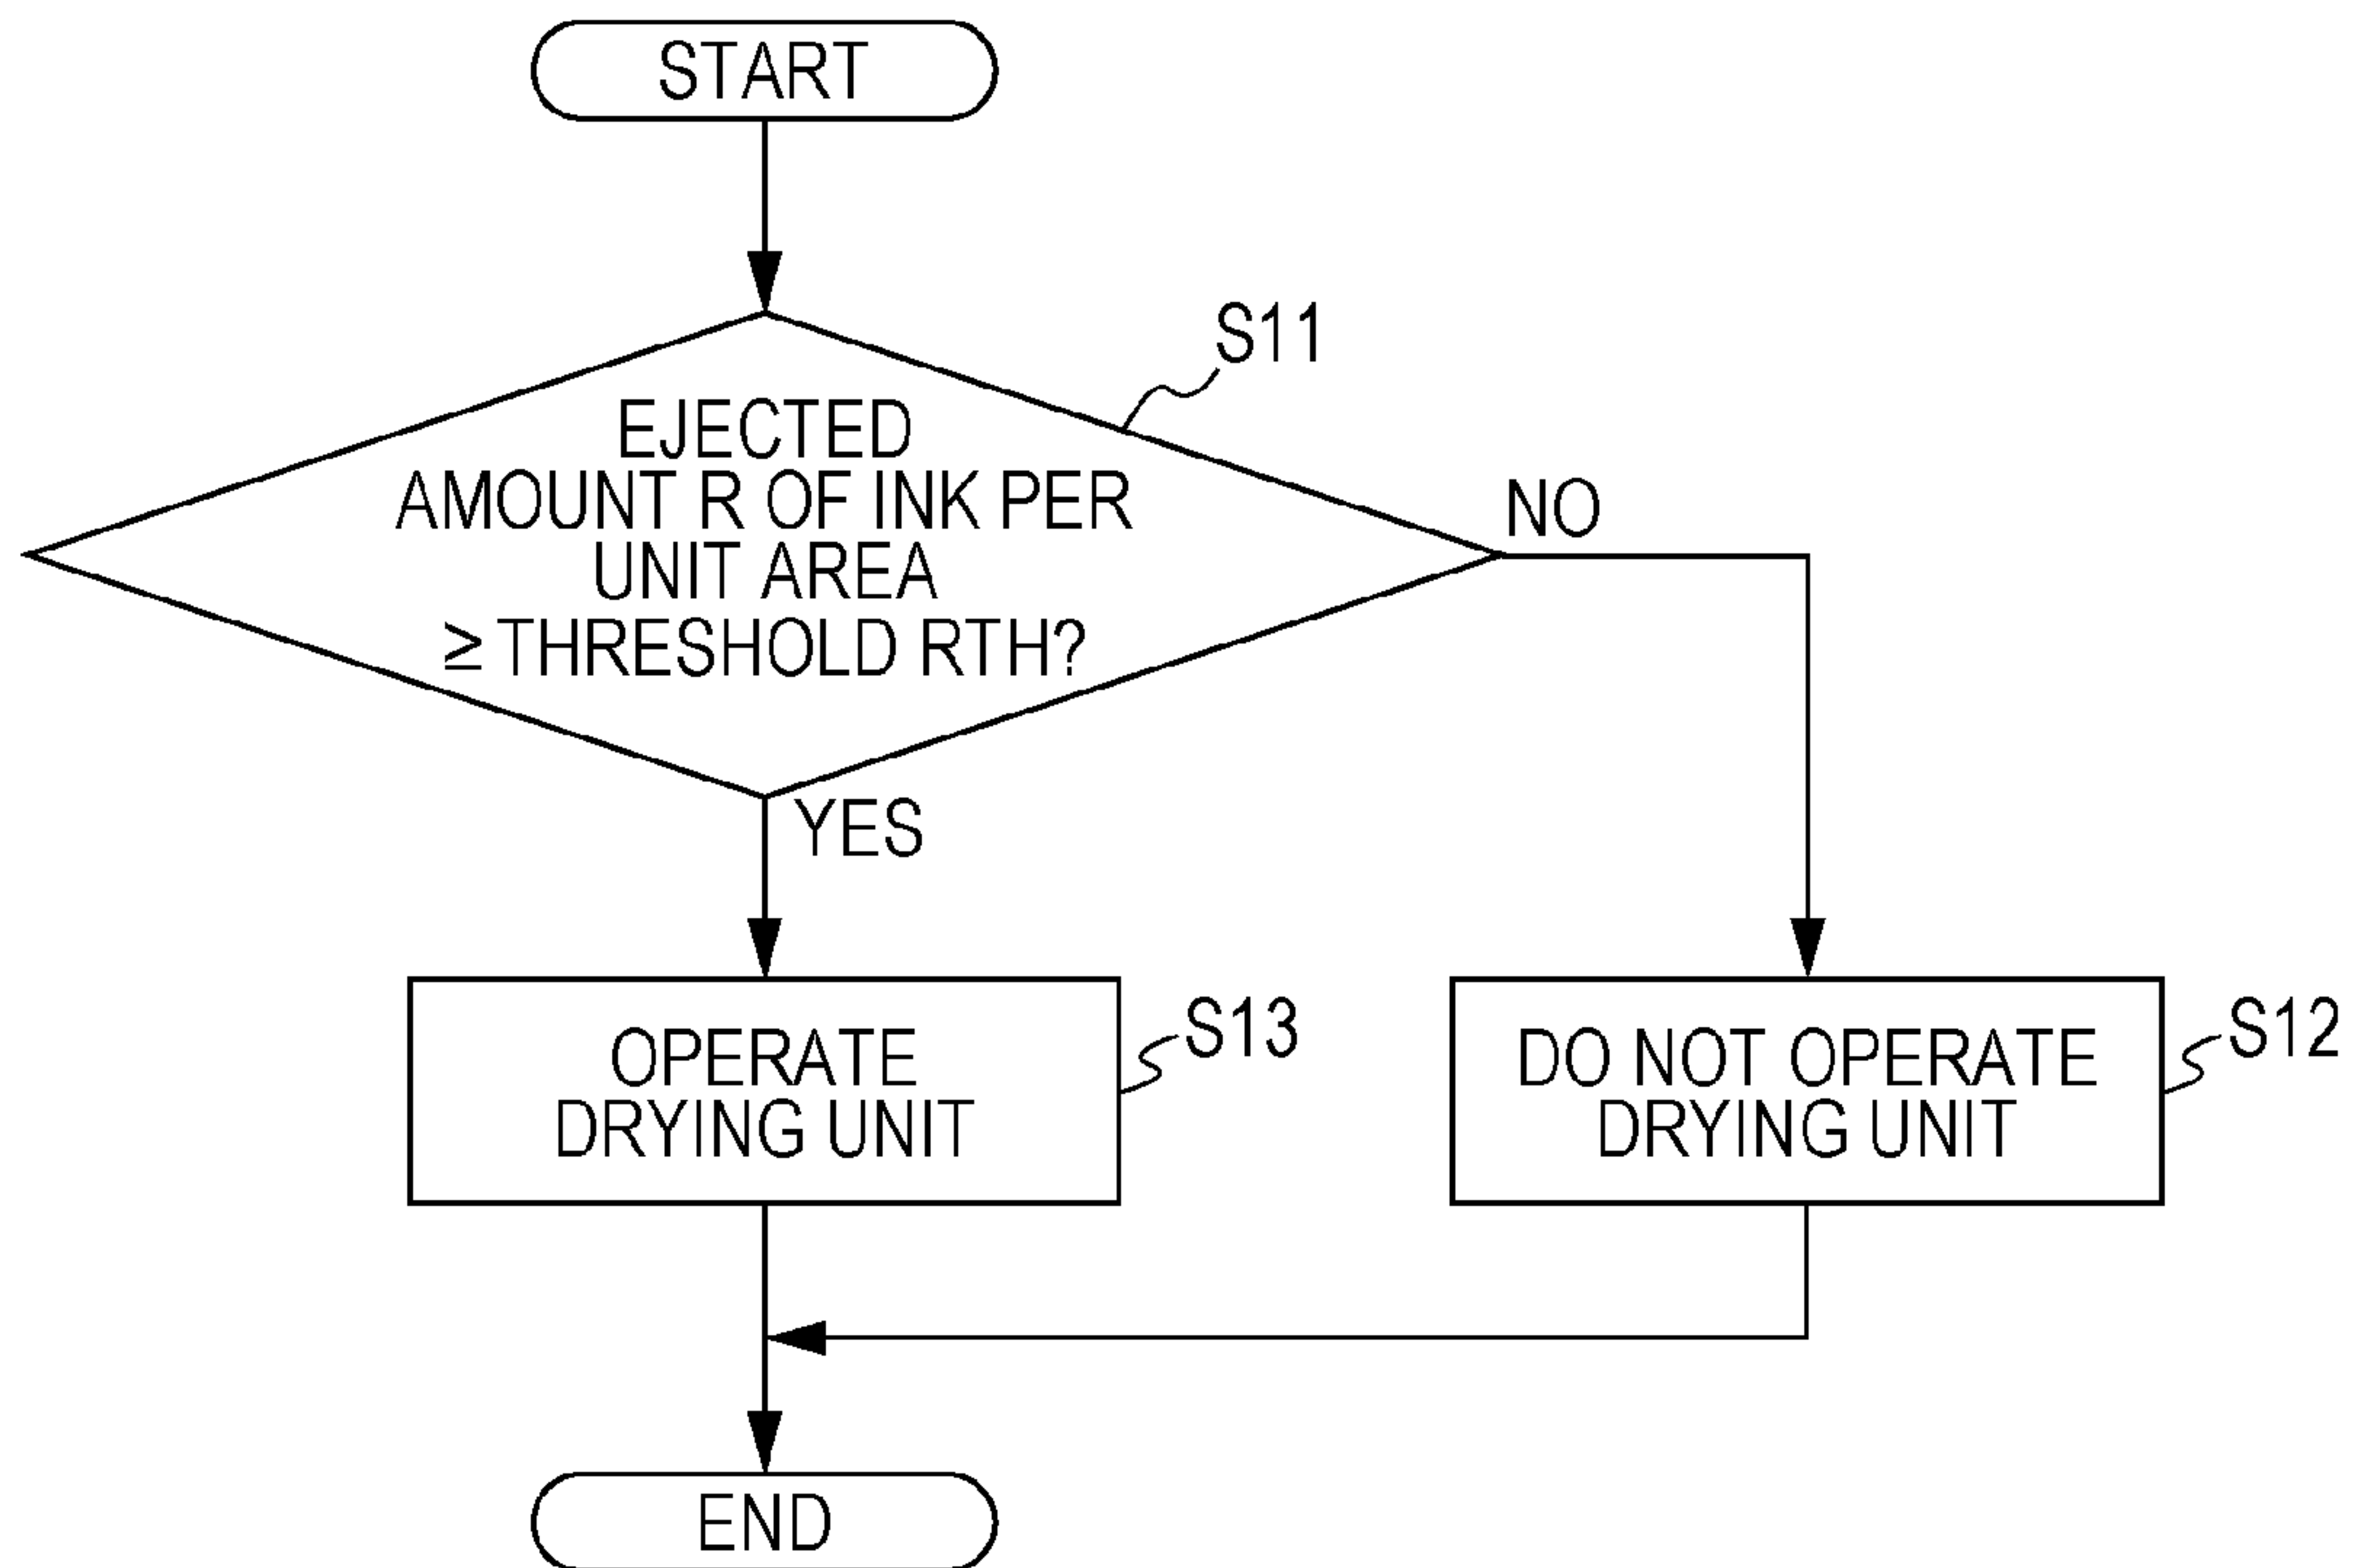 START
S11
EJECTED
AMOUNT R OF INK PER
UNIT AREA
≥ THRESHOLD RTH?
NO
YES
OPERATE
DRYING UNIT
S13
DO NOT OPERATE
DRYING UNIT
S12
END